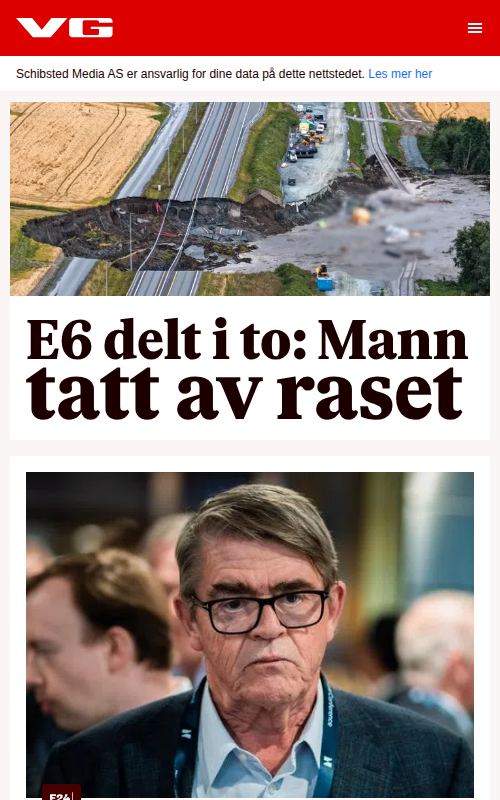 VG
Schibsted Media AS er ansvarlig for dine data på dette nettstedet. Les mer her
E6 delt i to: Mann
tatt av raset
E24